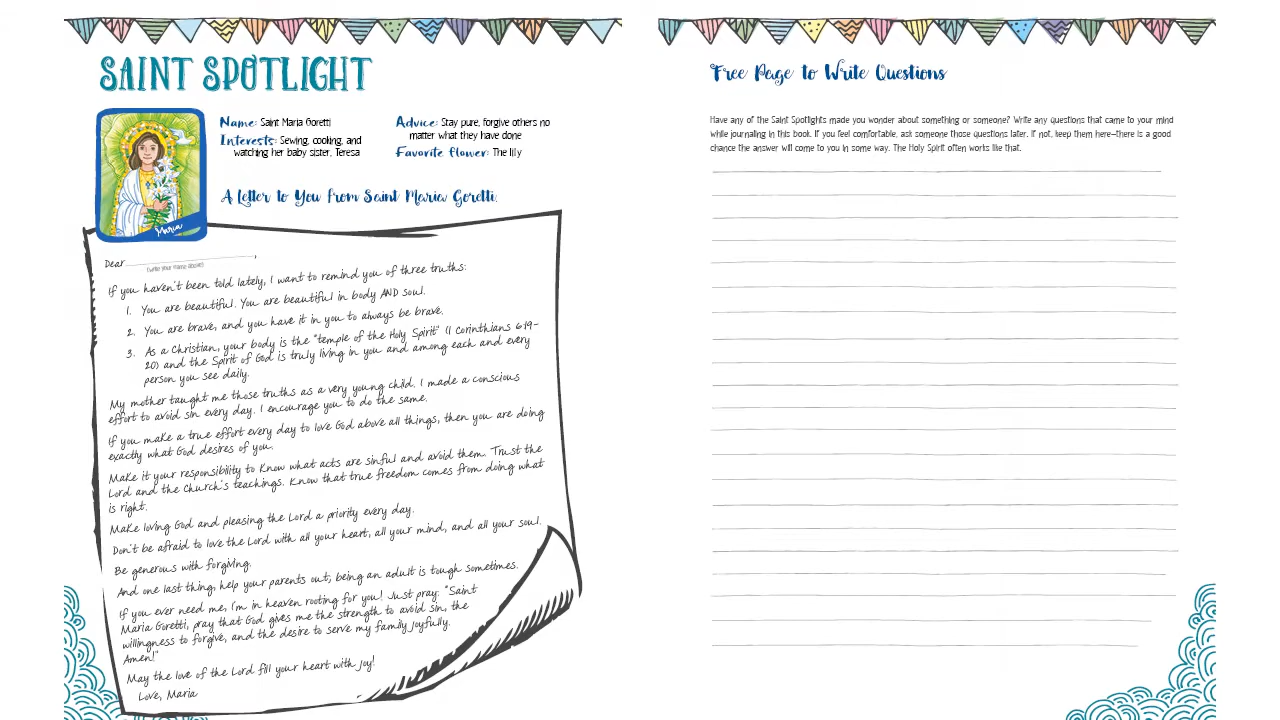 SAINT SPOTLIGHT
Maria
Name: Saint Maria Goretti
Interests: Sewing, cooking, and
watching her baby sister, Teresa
Advice: Stay pure, forgive others no
matter what they have done
Favorite flower: The lily
A Letter to You from Saint Maria Goretti.
Dear ,
(write your name above)
If you haven't been told lately, I want to remind you of three truths:
1. You are beautiful. You are beautiful in body AND soul.
2. You are brave, and you have it in you to always be brave.
3. As a Christian, your body is the "temple of the Holy Spirit" (1 Corinthians 6:19-
20) and the Spirit of God is truly living in you and among each and every
person you see daily.
My mother taught me those truths as a very young child. I made a conscious
effort to avoid sin every day. I encourage you to do the same.
If you make a true effort every day to love God above all things, then you are doing
exactly what God desires of you.
Make it your responsibility to know what acts are sinful and avoid them. Trust the
Lord and the Church's teachings. Know that true freedom comes from doing what
is right.
Make loving God and pleasing the Lord a priority every day.
Don't be afraid to love the Lord with all your heart, all your mind, and all your soul.
Be generous with forgiving.
And one last thing, help your parents out; being an adult is tough sometimes.
If you ever need me, I'm in heaven rooting for you! Just pray: "Saint
Maria Goretti, pray that God gives me the strength to avoid sin, the
willingness to forgive, and the desire to serve my family joyfully.
Amen!"
May the love of the Lord fill your heart with joy!
Love, Maria
Free Page to Write Questions
Have any of the Saint Spotlights made you wonder about something or someone? Write any questions that came to your mind
while journaling in this book. If you feel comfortable, ask someone those questions later. If not, keep them here—there is a good
chance the answer will come to you in some way. The Holy Spirit often works like that.